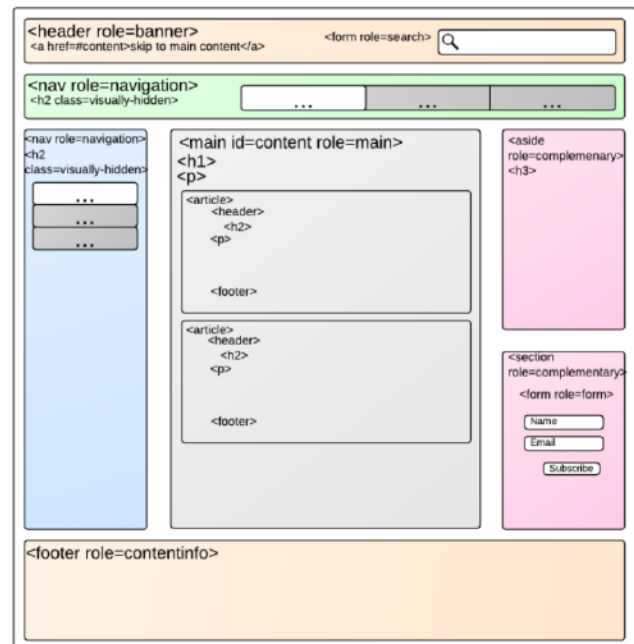 <header role=banner>
<a href=#content>skip to main content</a>
<form role=search>
<nav role=navigation>
<h2 class=visually-hidden>
...
...
...
<nav role=navigation>
<h2
class=visually-hidden>
...
...
...
<main id=content role=main>
<h1>
<p>
<article>
<header>
<h2>
<p>
<footer>
<article>
<header>
<h2>
<p>
<footer>
<aside
role=complemenary>
<h3>
<section
role=complementary>
<form role=form>
Name
Email
Subscribe
<footer role=contentinfo>